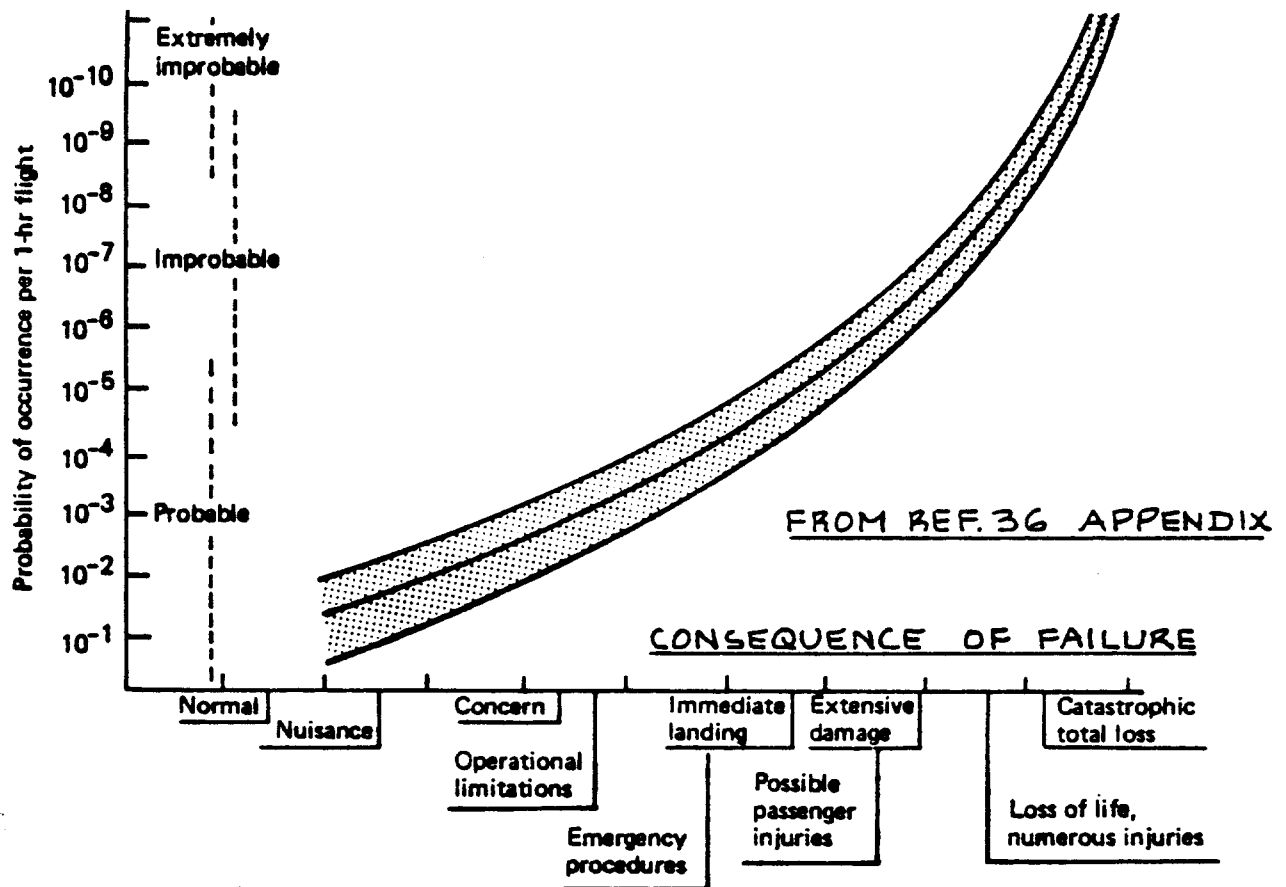 Extremely
improbable
10-10
10-9
10-8
Improbable
10-7
10-6
10-5
10-4
Probable
10-3
10-2
10-1
Probability of occurrence per 1-hr flight
FROM REF. 36 APPENDIX
CONSEQUENCE OF FAILURE
Normal
Nuisance
Concern
Operational
limitations
Emergency
procedures
Immediate
landing
Possible
passenger
injuries
Extensive
damage
Loss of life,
numerous injuries
Catastrophic
total loss